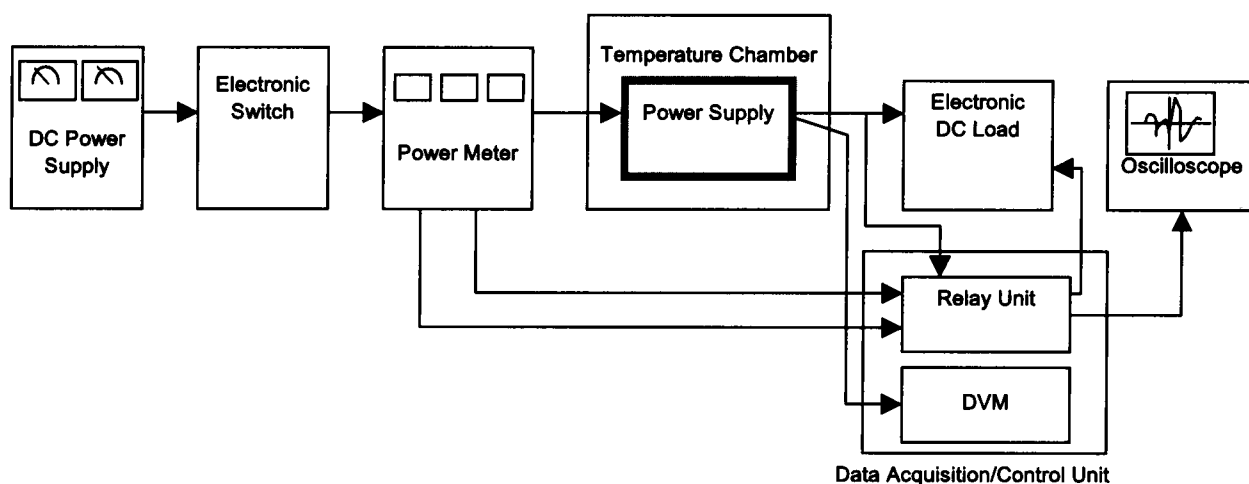 DC Power
Supply
Electronic
Switch
Power Meter
Temperature Chamber
Power Supply
Electronic
DC Load
Oscilloscope
Relay Unit
DVM
Data Acquisition/Control Unit